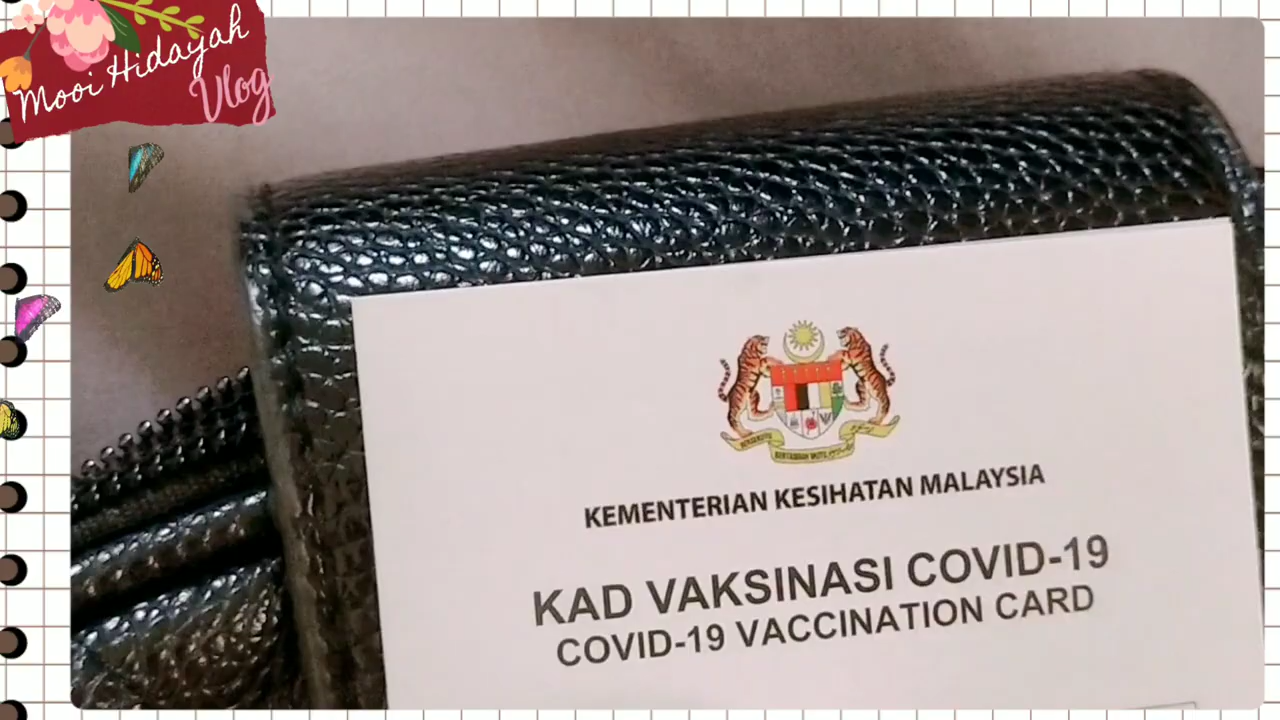 Mooi Hidayah
Vlog
KEMENTERIAN KESIHATAN MALAYSIA
KAD VAKSINASI COVID-19
COVID-19 VACCINATION CARD